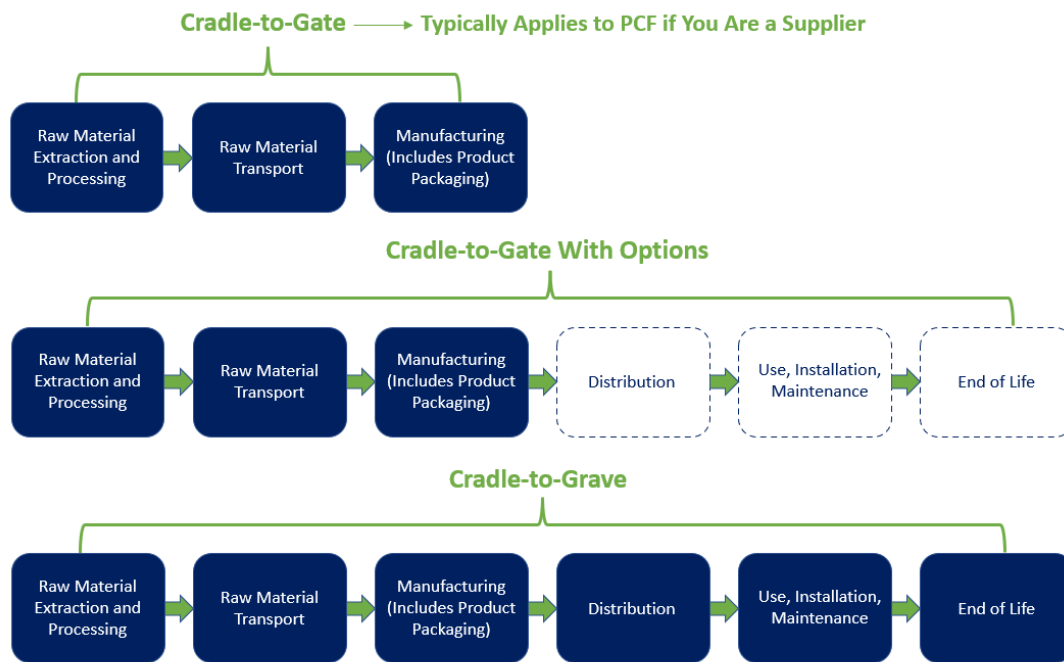 Cradle-to-Gate
Typically Applies to PCF if You Are a Supplier
Raw Material
Extraction and
Processing
Raw Material
Transport
Manufacturing
(Includes Product
Packaging)
Cradle-to-Gate With Options
Raw Material
Extraction and
Processing
Raw Material
Transport
Manufacturing
(Includes Product
Packaging)
Distribution
Use, Installation,
Maintenance
End of Life
Cradle-to-Grave
Raw Material
Extraction and
Processing
Raw Material
Transport
Manufacturing
(Includes Product
Packaging)
Distribution
Use, Installation,
Maintenance
End of Life